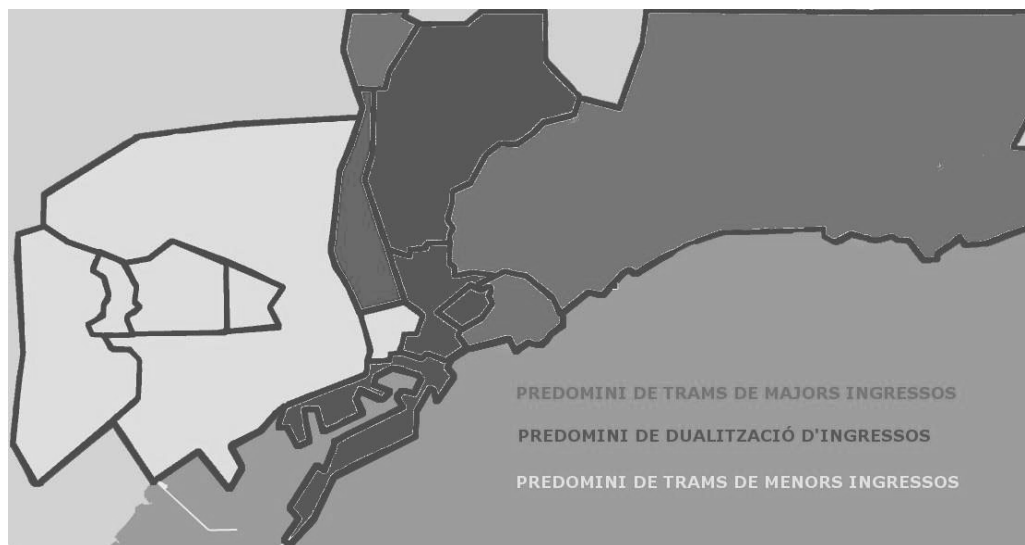 PREDOMINI DE TRAMS DE MAJORS INGRESSOS
PREDOMINI DE DUALITZACIÓ D'INGRESSOS
PREDOMINI DE TRAMS DE MENORS INGRESSOS